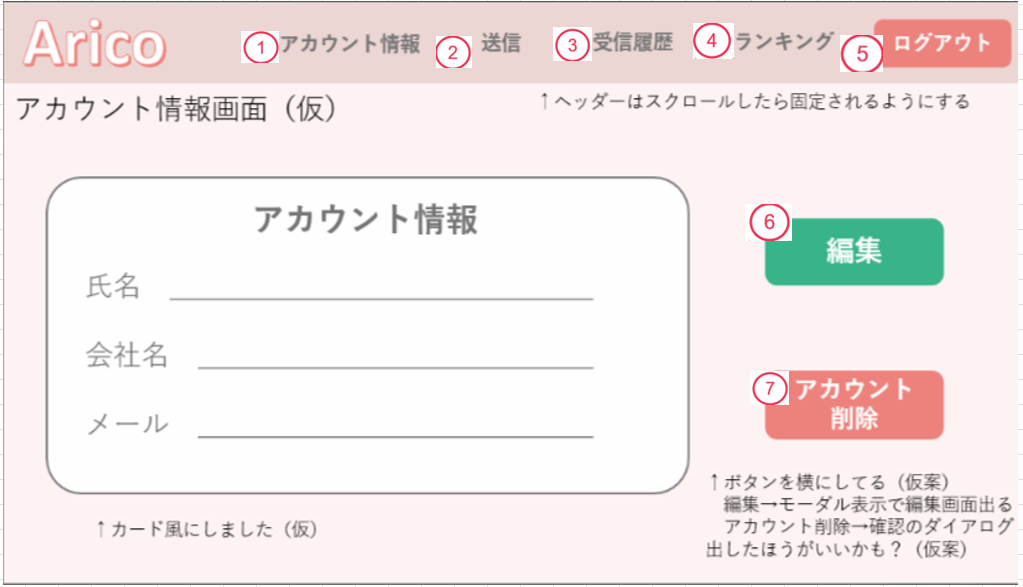 Arico
① アカウント情報 ② 送信 ③ 受信履歴 ④ ランキング ⑤ ログアウト
アカウント情報画面（仮）
↑ヘッダーはスクロールしたら固定されるようにする
アカウント情報
氏名
会社名
メール
↑カード風にしました（仮）
⑥ 編集
⑦ アカウント
削除
↑ボタンを横にしてる（仮案）
編集→モーダル表示で編集画面出る
アカウント削除→確認のダイアログ
出したほうがいいかも？（仮案）